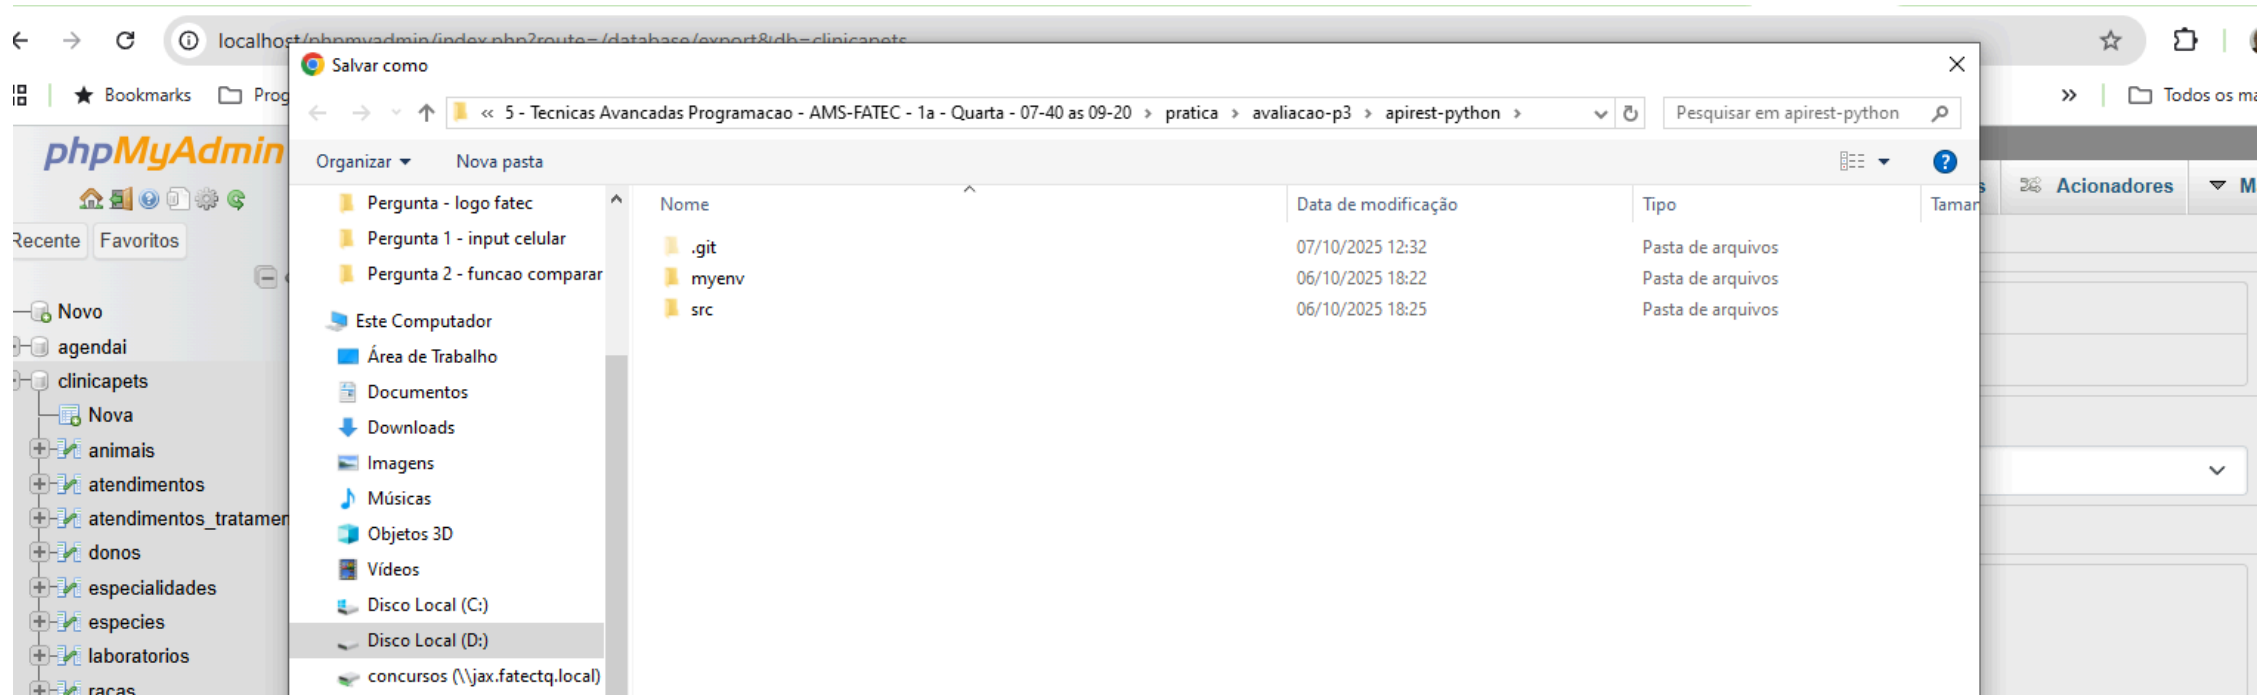 localhost/phpmyadmin/index.php?route=/database/export&db=clinicapets
Bookmarks
Prog
Todos os ma
Salvar como
5 - Tecnicas Avancadas Programacao - AMS-FATEC - 1a - Quarta - 07-40 as 09-20 > pratica > avaliacao-p3 > apirest-python >
Pesquisar em apirest-python
Organizar
Nova pasta
phpMyAdmin
Recente
Favoritos
Novo
agendai
clinicapets
Nova
animais
atendimentos
atendimentos_tratamen
donos
especialidades
especies
laboratorios
racas
Pergunta - logo fatec
Pergunta 1 - input celular
Pergunta 2 - funcao comparar
Este Computador
Área de Trabalho
Documentos
Downloads
Imagens
Músicas
Objetos 3D
Vídeos
Disco Local (C:)
Disco Local (D:)
concursos (\\jax.fatectq.local)
Nome Data de modificação Tipo Taman
.git 07/10/2025 12:32 Pasta de arquivos
myenv 06/10/2025 18:22 Pasta de arquivos
src 06/10/2025 18:25 Pasta de arquivos
s
Acionadores
Ma